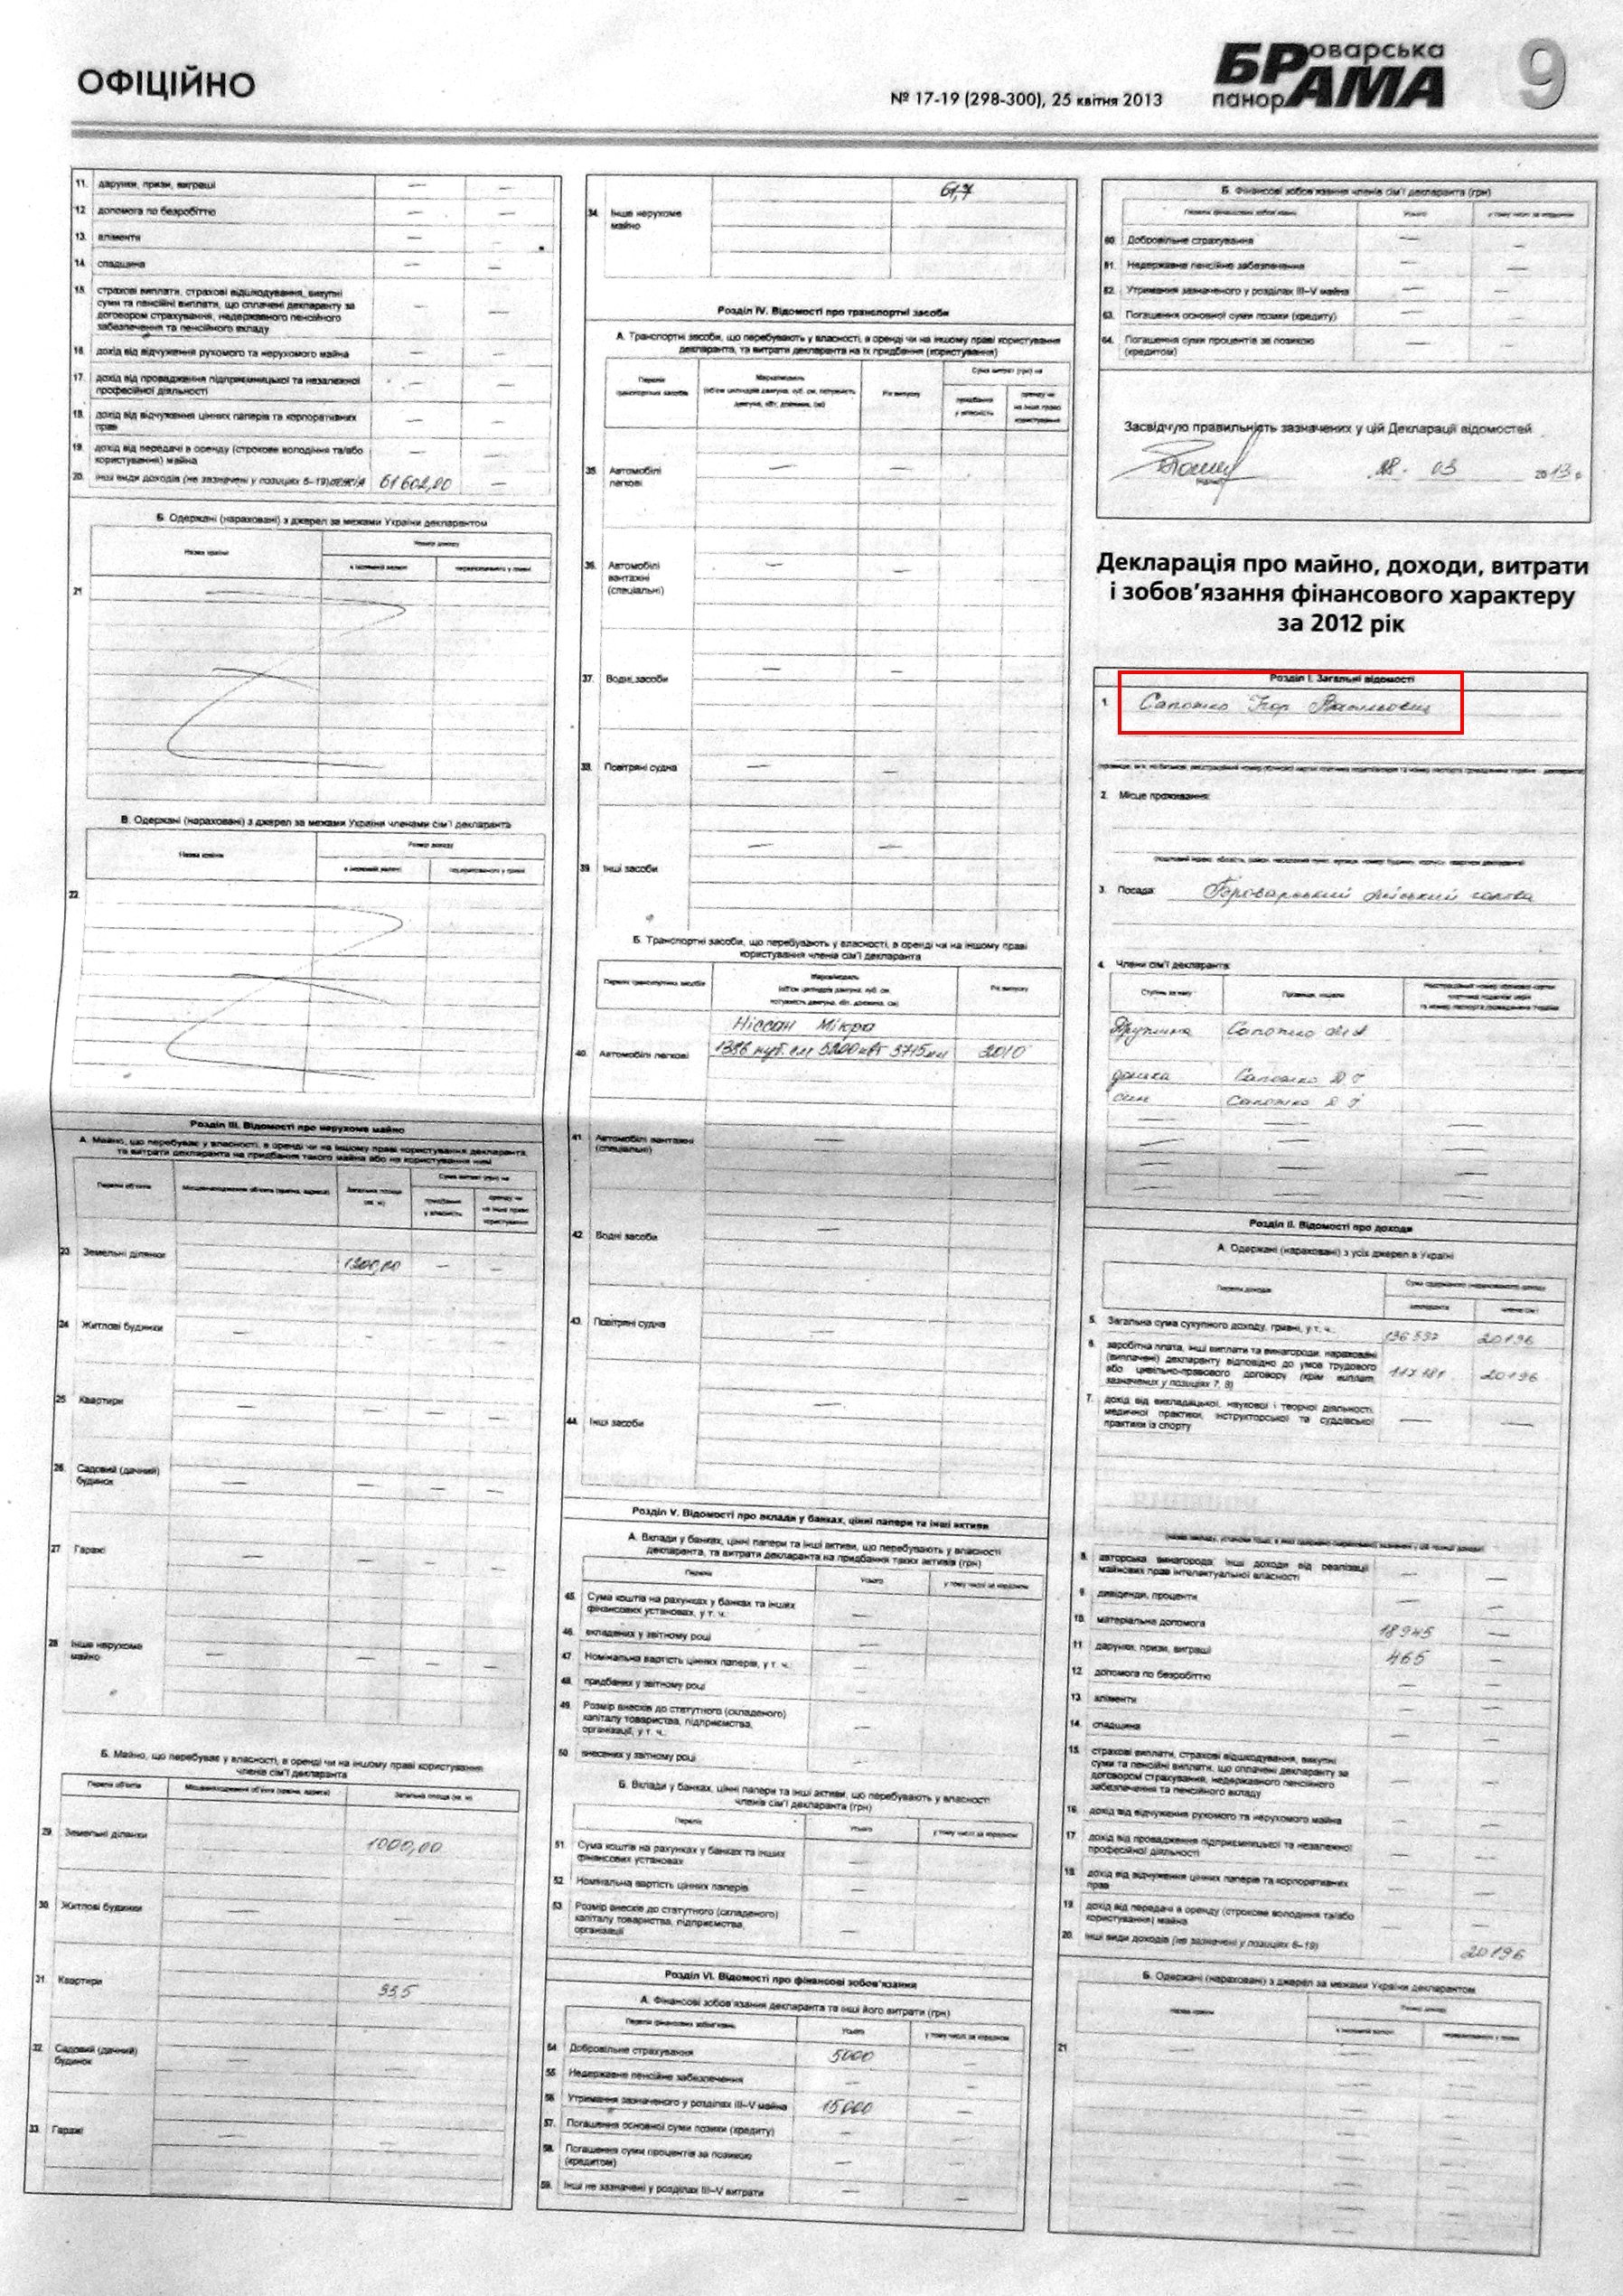 ОФІЦІЙНО
№ 17-19 (298-300), 25 квітня 2013
БРоварська
панорАМА
9
11. дарунки, призи, виграші — —
12. допомога по безробіттю — —
13. аліменти —
14. спадщина — —
15. страхові виплати, страхові відшкодування, викупні
суми та пенсійні виплати, що сплачені декларанту за
договором страхування, недержавного пенсійного
забезпечення та пенсійного вкладу — —
16. дохід від відчуження рухомого та нерухомого майна — —
17. дохід від провадження підприємницької та незалежної
професійної діяльності — —
18. дохід від відчуження цінних паперів та корпоративних
прав — —
19. дохід від передачі в оренду (строкове володіння та/або
користування) майна — —
20. інші види доходів (не зазначені у позиціях 6–19) 61602,00 —
Б. Одержані (нараховані) з джерел за межами України декларантом
Назва країни
Розмір доходу
в іноземній валюті
перерахованого у гривні
21
В. Одержані (нараховані) з джерел за межами України членами сім'ї декларанта
Назва країни
Розмір доходу
в іноземній валюті
перерахованого у гривні
22.
Розділ III. Відомості про нерухоме майно
А. Майно, що перебуває у власності, в оренді чи на іншому праві користування декларанта,
та витрати декларанта на придбання такого майна або на користування ним
Перелік об'єктів
Місцезнаходження об'єкта (країна, адреса)
Загальна площа
(кв. м)
Сума витрат (грн) на
придбання
у власність
оренду чи
на інше право
користування
23 Земельні ділянки 1200,00 — —
24 Житлові будинки — — — —
25 Квартири — — — —
26. Садовий (дачний)
будинок — — — —
27 Гаражі — — — —
28 Інше нерухоме
майно — — — —
Б. Майно, що перебуває у власності, в оренді чи на іншому праві користування
членів сім'ї декларанта
Перелік об'єктів
Місцезнаходження об'єкта (країна, адреса)
Загальна площа (кв. м)
29. Земельні ділянки 1000,00
30. Житлові будинки — —
31. Квартири 93,5
32. Садовий (дачний)
будинок — —
33. Гаражі — —
61,7
34. Інше нерухоме
майно
Розділ IV. Відомості про транспортні засоби
А. Транспортні засоби, що перебувають у власності, в оренді чи на іншому праві користування
декларанта, та витрати декларанта на їх придбання (користування)
Перелік
транспортних засобів
Марка/модель
(об'єм циліндрів двигуна, куб. см, потужність
двигуна, кВт, довжина, см)
Рік випуску
Сума витрат (грн) на
придбання
у власність
оренду чи
на інше право
користування
35. Автомобілі
легкові — —
36. Автомобілі
вантажні
(спеціальні) — —
37. Водні засоби — —
38. Повітряні судна — —
39. Інші засоби — —
Б. Транспортні засоби, що перебувають у власності, в оренді чи на іншому праві
користування членів сім'ї декларанта
Перелік транспортних засобів
Марка/модель
(об'єм циліндрів двигуна, куб. см,
потужність двигуна, кВт, довжина, см)
Рік випуску
Ніссан Мікра
40. Автомобілі легкові 1386 куб. см 5200 кВт 3715мм 2010
41. Автомобілі вантажні
(спеціальні) —
42. Водні засоби —
43. Повітряні судна —
44. Інші засоби —
Розділ V. Відомості про вклади у банках, цінні папери та інші активи
А. Вклади у банках, цінні папери та інші активи, що перебувають у власності
декларанта, та витрати декларанта на придбання таких активів (грн)
Перелік
Усього
у тому числі за кордоном
45. Сума коштів на рахунках у банках та інших
фінансових установах, у т. ч.: —
46. вкладених у звітному році — —
47. Номінальна вартість цінних паперів, у т. ч.: — —
48. придбаних у звітному році — —
49. Розмір внесків до статутного (складеного)
капіталу товариства, підприємства,
організації, у т. ч.: — —
50. внесених у звітному році — —
Б. Вклади у банках, цінні папери та інші активи, що перебувають у власності
членів сім'ї декларанта (грн)
Перелік
Усього
у тому числі за кордоном
51. Сума коштів на рахунках у банках та інших
фінансових установах — —
52. Номінальна вартість цінних паперів — —
53. Розмір внесків до статутного (складеного)
капіталу товариства, підприємства,
організації — —
Розділ VI. Відомості про фінансові зобов'язання
А. Фінансові зобов'язання декларанта та інші його витрати (грн)
Перелік фінансових зобов'язань
Усього
у тому числі за кордоном
54. Добровільне страхування 5000 —
55 Недержавне пенсійне забезпечення — —
56 Утримання зазначеного у розділах III–V майна 15000 —
57. Погашення основної суми позики (кредиту) — —
58. Погашення суми процентів за позикою
(кредитом) — —
59. Інші не зазначені у розділах III–V витрати — —
Б. Фінансові зобов'язання членів сім'ї декларанта (грн)
Перелік фінансових зобов'язань
Усього
у тому числі за кордоном
60. Добровільне страхування — —
61. Недержавне пенсійне забезпечення — —
62. Утримання зазначеного у розділах III–V майна — —
63. Погашення основної суми позики (кредиту) — —
64. Погашення суми процентів за позикою
(кредитом) — —
Засвідчую правильність зазначених у цій Декларації відомостей
28. 03 2013
(підпис)
Декларація про майно, доходи, витрати
і зобов'язання фінансового характеру
за 2012 рік
Розділ I. Загальні відомості
1. Сапожко Ігор Васильович
2. Місце проживання:
3. Посада: Броварський міський голова
4. Члени сім'ї декларанта:
Ступінь зв'язку
Прізвище, ініціали
Реєстраційний номер облікової картки
платника податків/серія
та номер паспорта громадянина України
Дружина Сапожко М А
дочка Сапожко Д І
син Сапожко Д І
Розділ II. Відомості про доходи
А. Одержані (нараховані) з усіх джерел в Україні
Перелік доходів
Сума одержаного (нарахованого) доходу
декларанта
членів сім'ї
5. Загальна сума сукупного доходу, гривні, у т. ч.: 136 597 20196
6. заробітна плата, інші виплати та винагороди, нараховані
(виплачені) декларанту відповідно до умов трудового
або цивільно-правового договору (крім виплат,
зазначених у позиціях 7, 8) 117 181 20196
7. дохід від викладацької, наукової і творчої діяльності,
медичної практики, інструкторської та суддівської
практики із спорту — —
8. авторська винагорода, інші доходи від реалізації
майнових прав інтелектуальної власності — —
9. дивіденди, проценти — —
10. матеріальна допомога 18945 —
11 дарунки, призи, виграші 465 —
12. допомога по безробіттю — —
13. аліменти — —
14. спадщина — —
15. страхові виплати, страхові відшкодування, викупні
суми та пенсійні виплати, що сплачені декларанту за
договором страхування, недержавного пенсійного
забезпечення та пенсійного вкладу — —
16. дохід від відчуження рухомого та нерухомого майна — —
17. дохід від провадження підприємницької та незалежної
професійної діяльності — —
18. дохід від відчуження цінних паперів та корпоративних
прав — —
19. дохід від передачі в оренду (строкове володіння та/або
користування) майна — —
20. інші види доходів (не зазначені у позиціях 6–19) 20196
Б. Одержані (нараховані) з джерел за межами України декларантом
Назва країни
Розмір доходу
в іноземній валюті
перерахованого у гривні
21 — — —